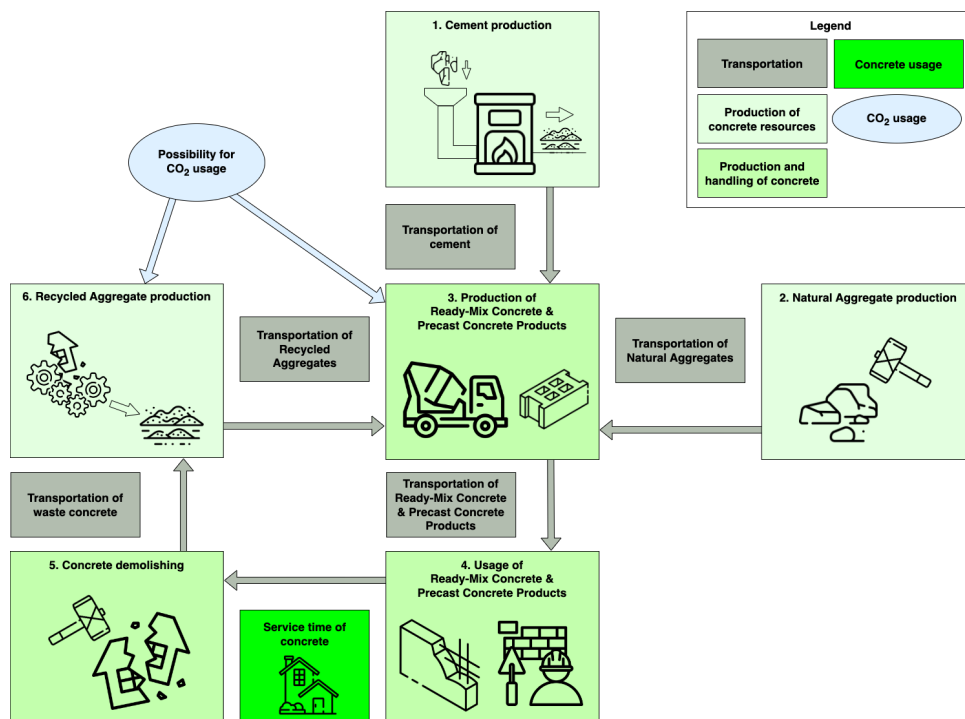 1. Cement production
Legend
Transportation
Concrete usage
Production of
concrete resources
CO2 usage
Production and
handling of concrete
Possibility for
CO2 usage
Transportation of
cement
6. Recycled Aggregate production
3. Production of
Ready-Mix Concrete &
Precast Concrete Products
2. Natural Aggregate production
Transportation of
Recycled
Aggregates
Transportation of
Natural Aggregates
Transportation of
waste concrete
Transportation of
Ready-Mix Concrete
& Precast Concrete
Products
5. Concrete demolishing
4. Usage of
Ready-Mix Concrete &
Precast Concrete Products
Service time of
concrete